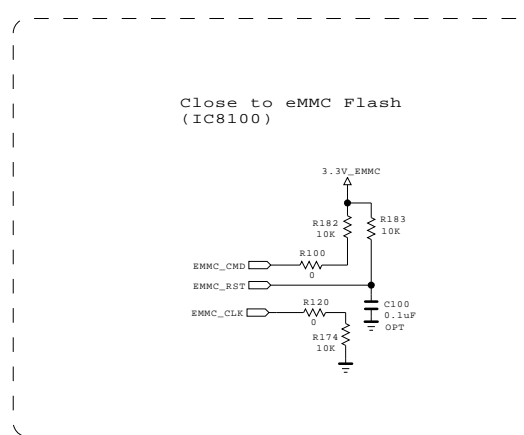 Close to eMMC Flash
(IC8100)
3.3V_EMMC
R182
10K
R183
10K
R100
0
EMMC_CMD
EMMC_RST
EMMC_CLK
R120
0
C100
0.1uF
OPT
R174
10K